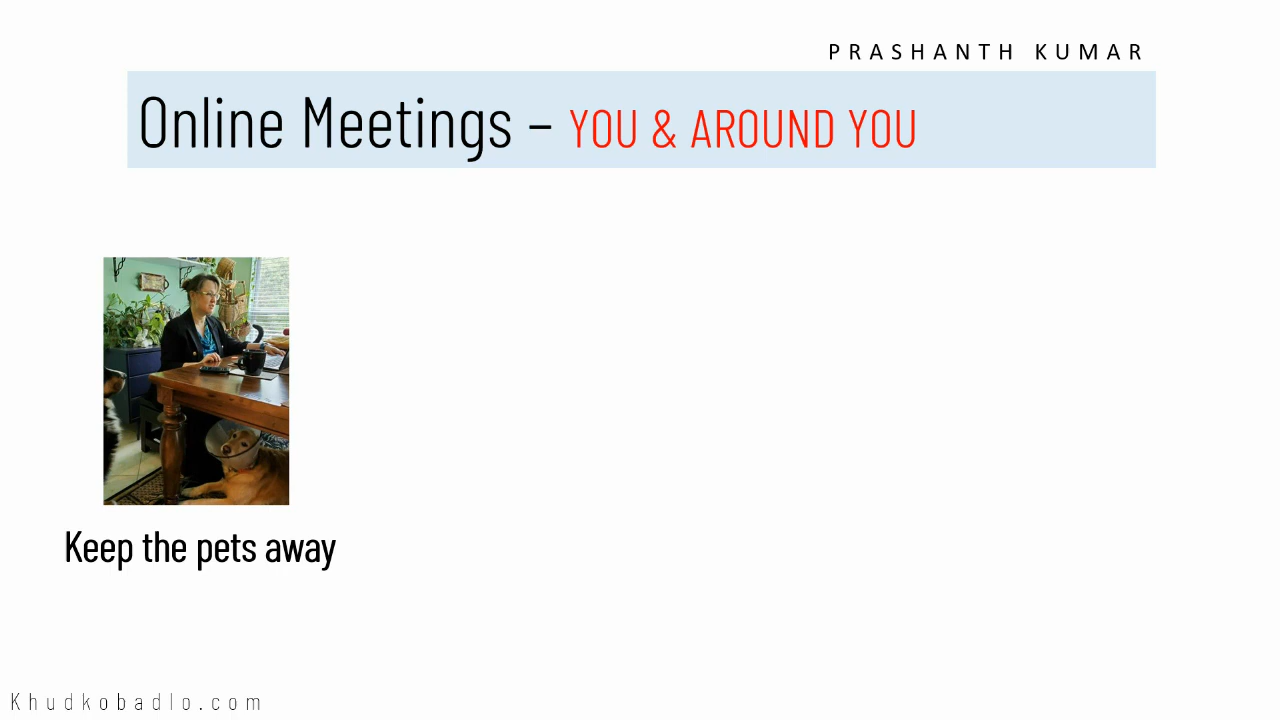 PRASHANTH KUMAR
Online Meetings – YOU & AROUND YOU
Keep the pets away
Khudkobadlo.com